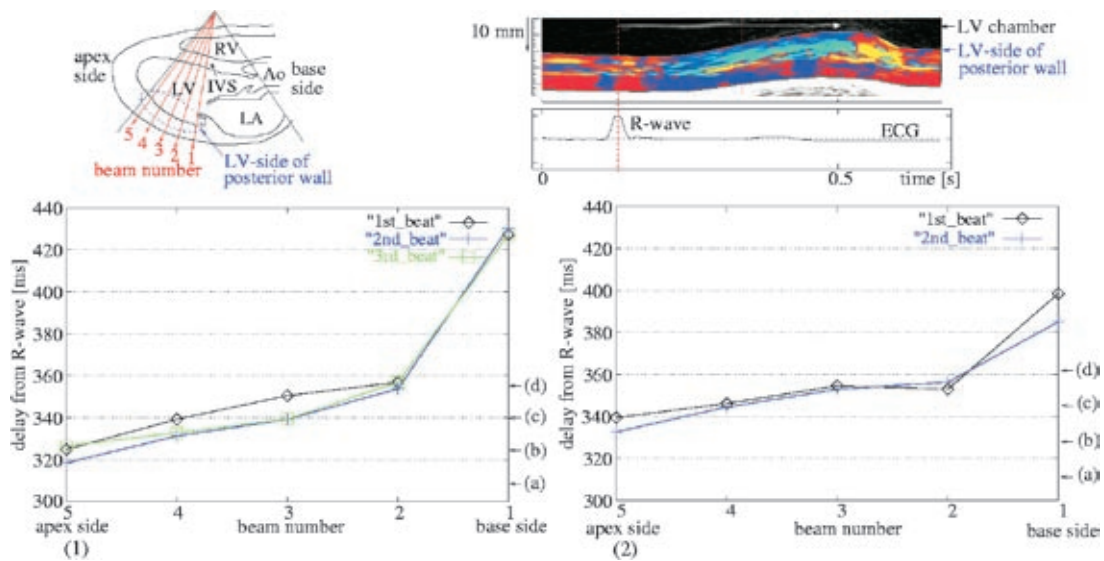 RV
apex side
Ao
base side
LV
IVS
LA
5
4
3
2
1
beam number
LV-side of posterior wall
10 mm
LV chamber
LV-side of posterior wall
R-wave
ECG
0
0.5
time [s]
440
420
400
380
360
340
320
300
delay from R-wave [ms]
"1st_beat"
"2nd_beat"
"3rd_beat"
(d)
(c)
(b)
(a)
5
4
3
2
1
apex side
beam number
base side
(1)
440
420
400
380
360
340
320
300
delay from R-wave [ms]
"1st_beat"
"2nd_beat"
(d)
(c)
(b)
(a)
5
4
3
2
1
apex side
beam number
base side
(2)